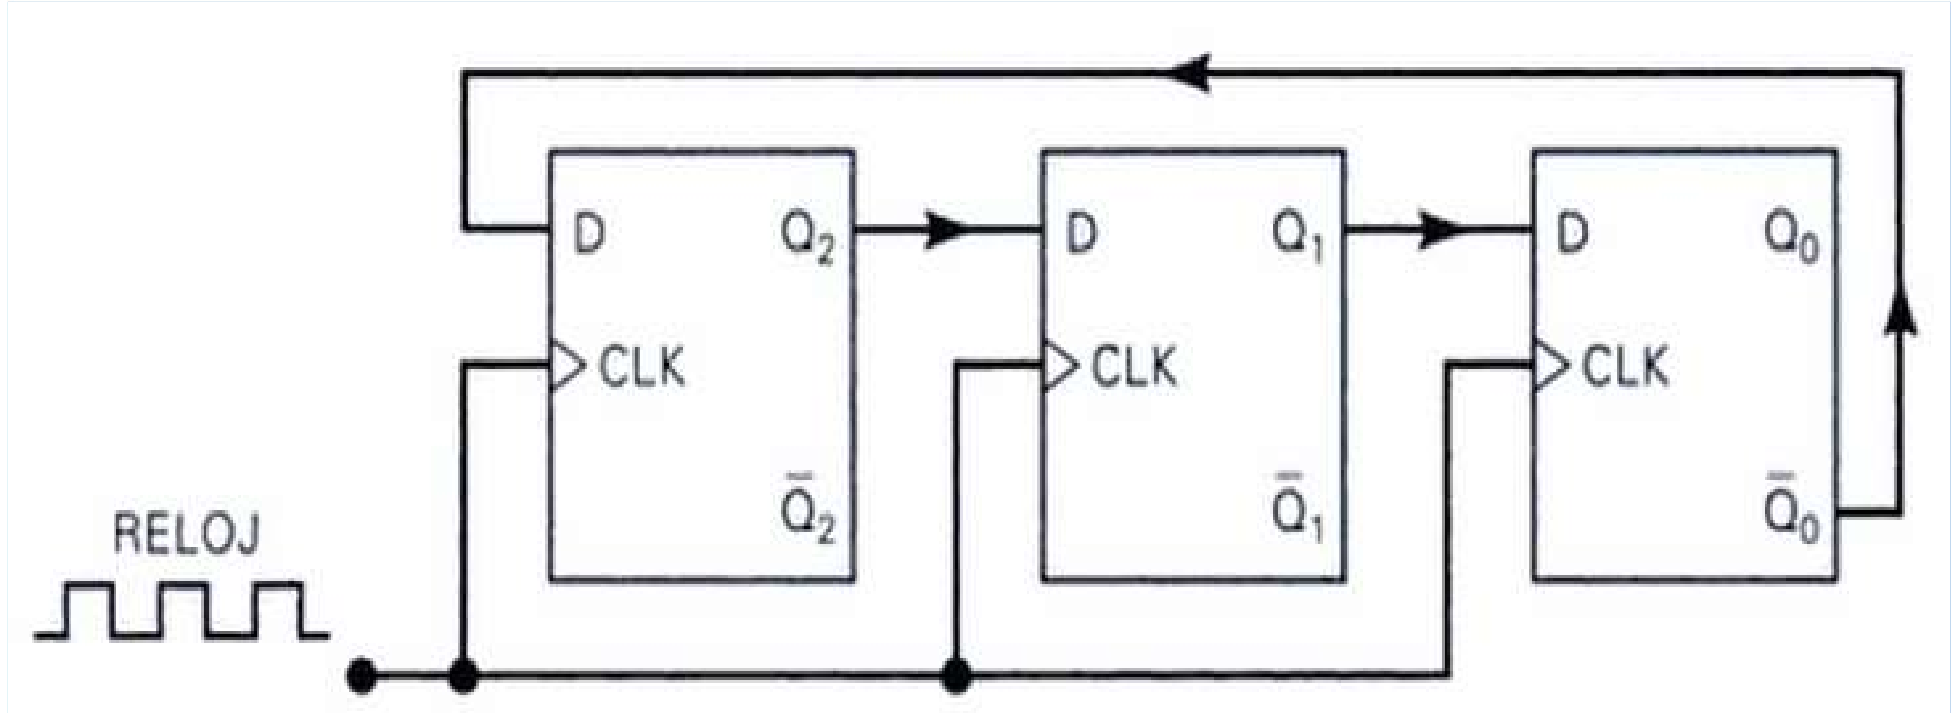 D Q₂ D Q₁ D Q₀
CLK CLK CLK
Q̅₂ Q̅₁ Q̅₀
RELOJ